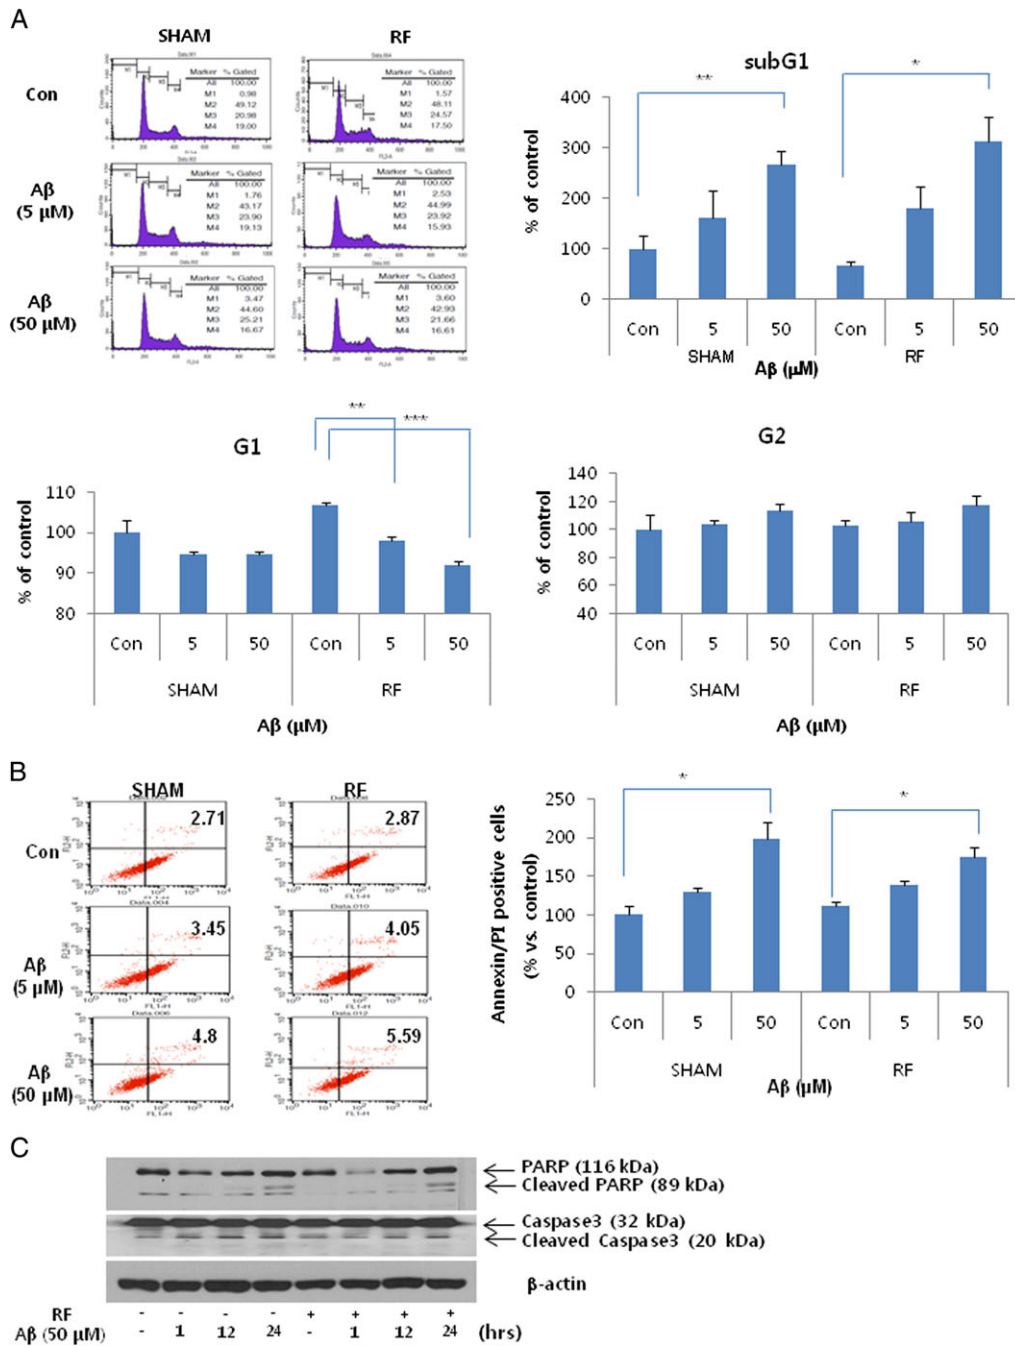 A
SHAM
RF
Con
Marker % Gated
All 100.00
M1 0.98
M2 49.12
M3 20.98
M4 19.00
Marker % Gated
All 100.00
M1 1.57
M2 48.11
M3 24.57
M4 17.50
Aβ
(5 μM)
Marker % Gated
All 100.00
M1 1.76
M2 43.17
M3 23.90
M4 19.13
Marker % Gated
All 100.00
M1 2.53
M2 44.99
M3 23.92
M4 15.93
Aβ
(50 μM)
Marker % Gated
All 100.00
M1 3.47
M2 44.60
M3 25.21
M4 16.67
Marker % Gated
All 100.00
M1 3.60
M2 42.93
M3 21.66
M4 16.61
subG1
** *
% of control
400
300
200
100
0
Con 5 50 Con 5 50
SHAM RF
Aβ (μM)
G1
** ***
% of control
110
100
90
80
Con 5 50 Con 5 50
SHAM RF
Aβ (μM)
G2
% of control
140
120
100
80
60
40
Con 5 50 Con 5 50
SHAM RF
Aβ (μM)
B
SHAM
RF
Con
2.71
2.87
Aβ
(5 μM)
Data.004
3.45
Data.010
4.05
FL1-H
FL1-H
Aβ
(50 μM)
Data.006
4.8
Data.012
5.59
FL1-H
FL1-H
* *
Annexin/PI positive cells
(% vs. control)
250
200
150
100
50
0
Con 5 50 Con 5 50
SHAM RF
Aβ (μM)
C
PARP (116 kDa)
Cleaved PARP (89 kDa)
Caspase3 (32 kDa)
Cleaved Caspase3 (20 kDa)
β-actin
RF - - - - + + + +
Aβ (50 μM) - 1 12 24 - 1 12 24 (hrs)